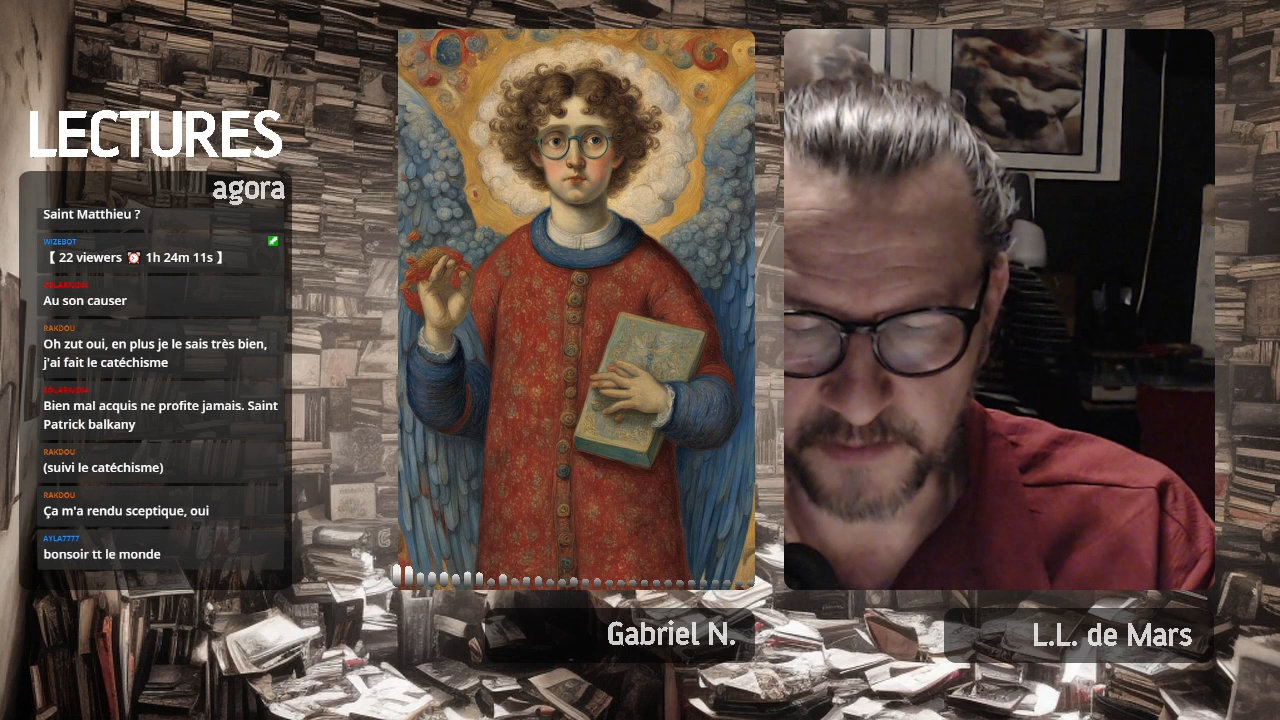 LECTURES
agora
Saint Matthieu ?
WIZEBOT
【 22 viewers ⏰ 1h 24m 11s 】
Au son causer
RAKDOU
Oh zut oui, en plus je le sais très bien,
j'ai fait le catéchisme
Bien mal acquis ne profite jamais. Saint
Patrick balkany
RAKDOU
(suivi le catéchisme)
RAKDOU
Ça m'a rendu sceptique, oui
AYLA7777
bonsoir tt le monde
Gabriel N.
L.L. de Mars